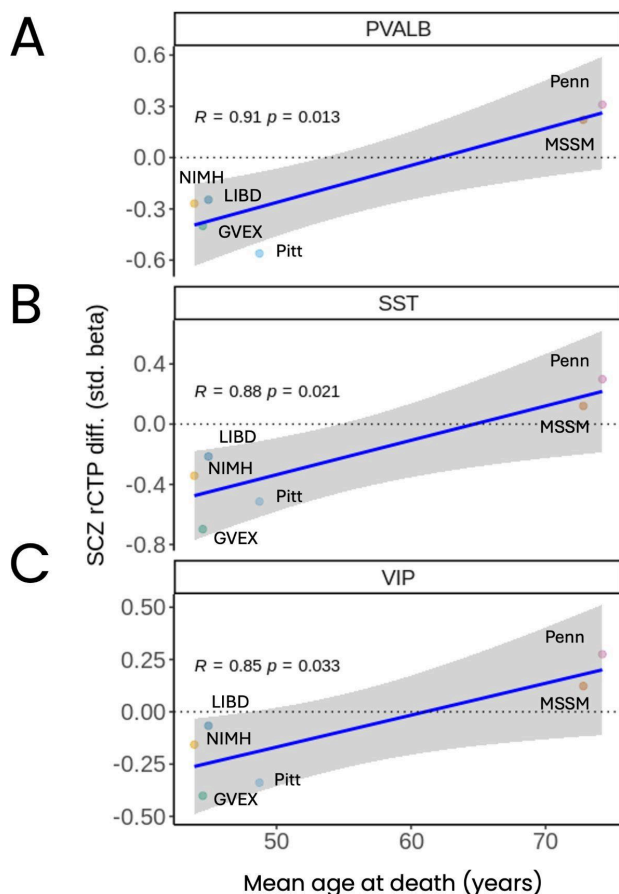 A
PVALB
0.6
0.3
0.0
-0.3
-0.6
R = 0.91 p = 0.013
Penn
MSSM
NIMH
LIBD
GVEX
Pitt
B
SST
0.4
0.0
-0.4
-0.8
R = 0.88 p = 0.021
Penn
MSSM
LIBD
NIMH
Pitt
GVEX
SCZ rCTP diff. (std. beta)
C
VIP
0.50
0.25
0.00
-0.25
-0.50
R = 0.85 p = 0.033
Penn
MSSM
LIBD
NIMH
Pitt
GVEX
50 60 70
Mean age at death (years)